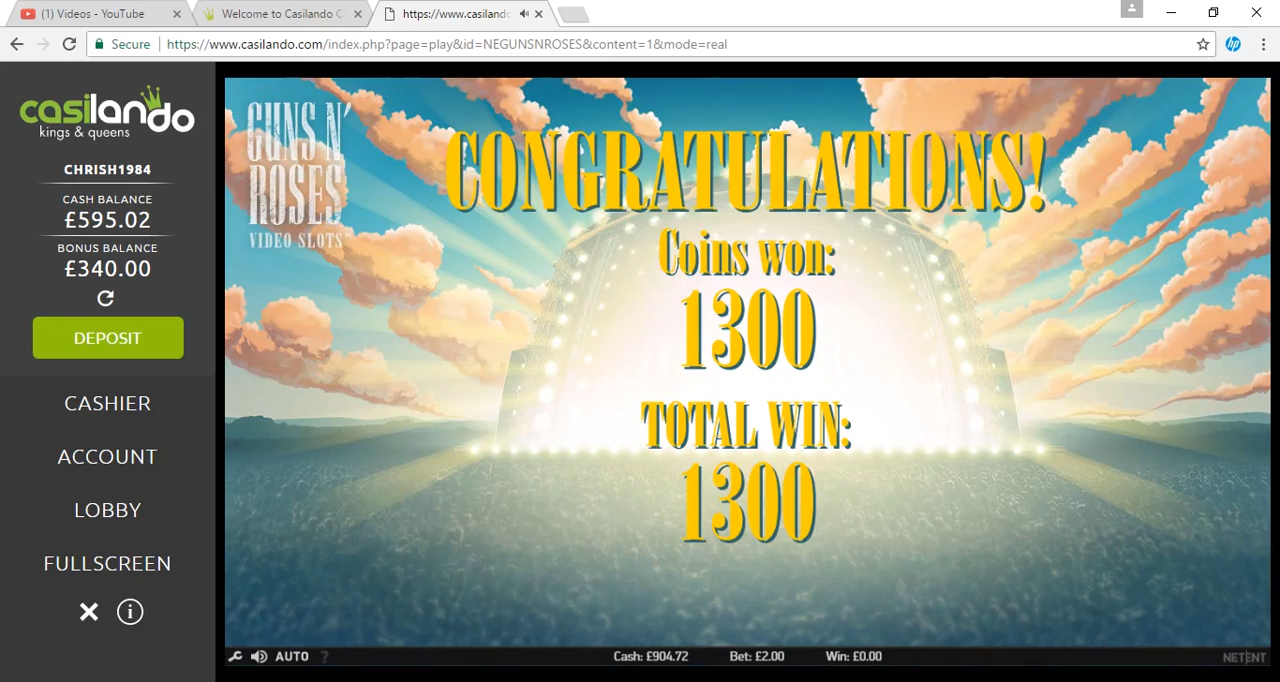 (1) Videos - YouTube
Welcome to Casilando C
https://www.casilando
Secure
https://www.casilando.com/index.php?page=play&id=NEGUNSNROSES&content=1&mode=real
hp
casilando
kings & queens
CHRISH1984
CASH BALANCE
£595.02
BONUS BALANCE
£340.00
DEPOSIT
CASHIER
ACCOUNT
LOBBY
FULLSCREEN
GUNS N'
ROSES
VIDEO SLOTS
CONGRATULATIONS!
Coins won:
1300
TOTAL WIN:
1300
AUTO ?
Cash: £904.72 Bet: £2.00 Win: £0.00
NETENT